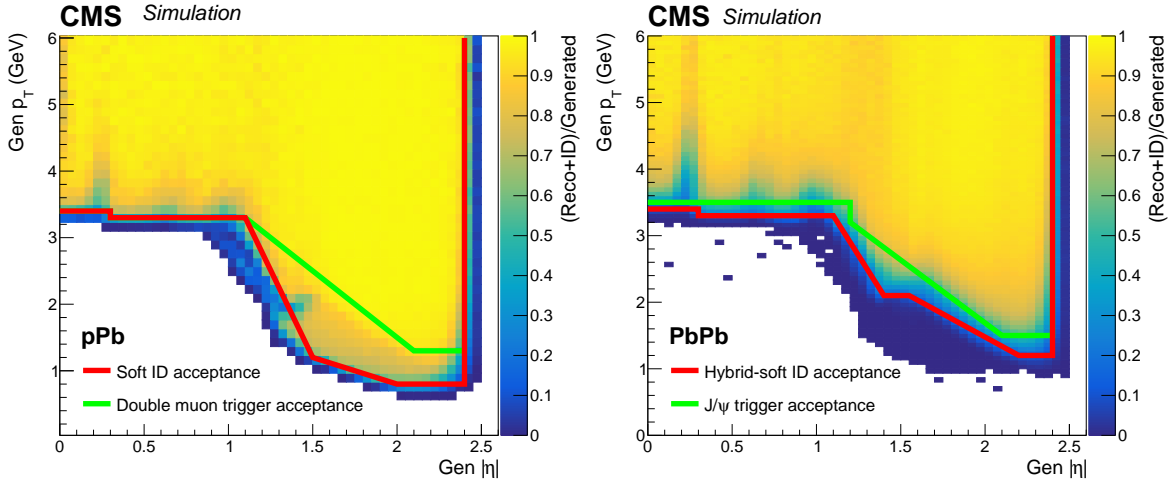 CMS Simulation
Gen p_T (GeV)
6
5
4
3
2
1
0
pPb
Soft ID acceptance
Double muon trigger acceptance
0 0.5 1 1.5 2 2.5
Gen |η|
1
0.9
0.8
0.7
0.6
0.5
0.4
0.3
0.2
0.1
0
(Reco+ID)/Generated
CMS Simulation
Gen p_T (GeV)
6
5
4
3
2
1
0
PbPb
Hybrid-soft ID acceptance
J/ψ trigger acceptance
0 0.5 1 1.5 2 2.5
Gen |η|
1
0.9
0.8
0.7
0.6
0.5
0.4
0.3
0.2
0.1
0
(Reco+ID)/Generated